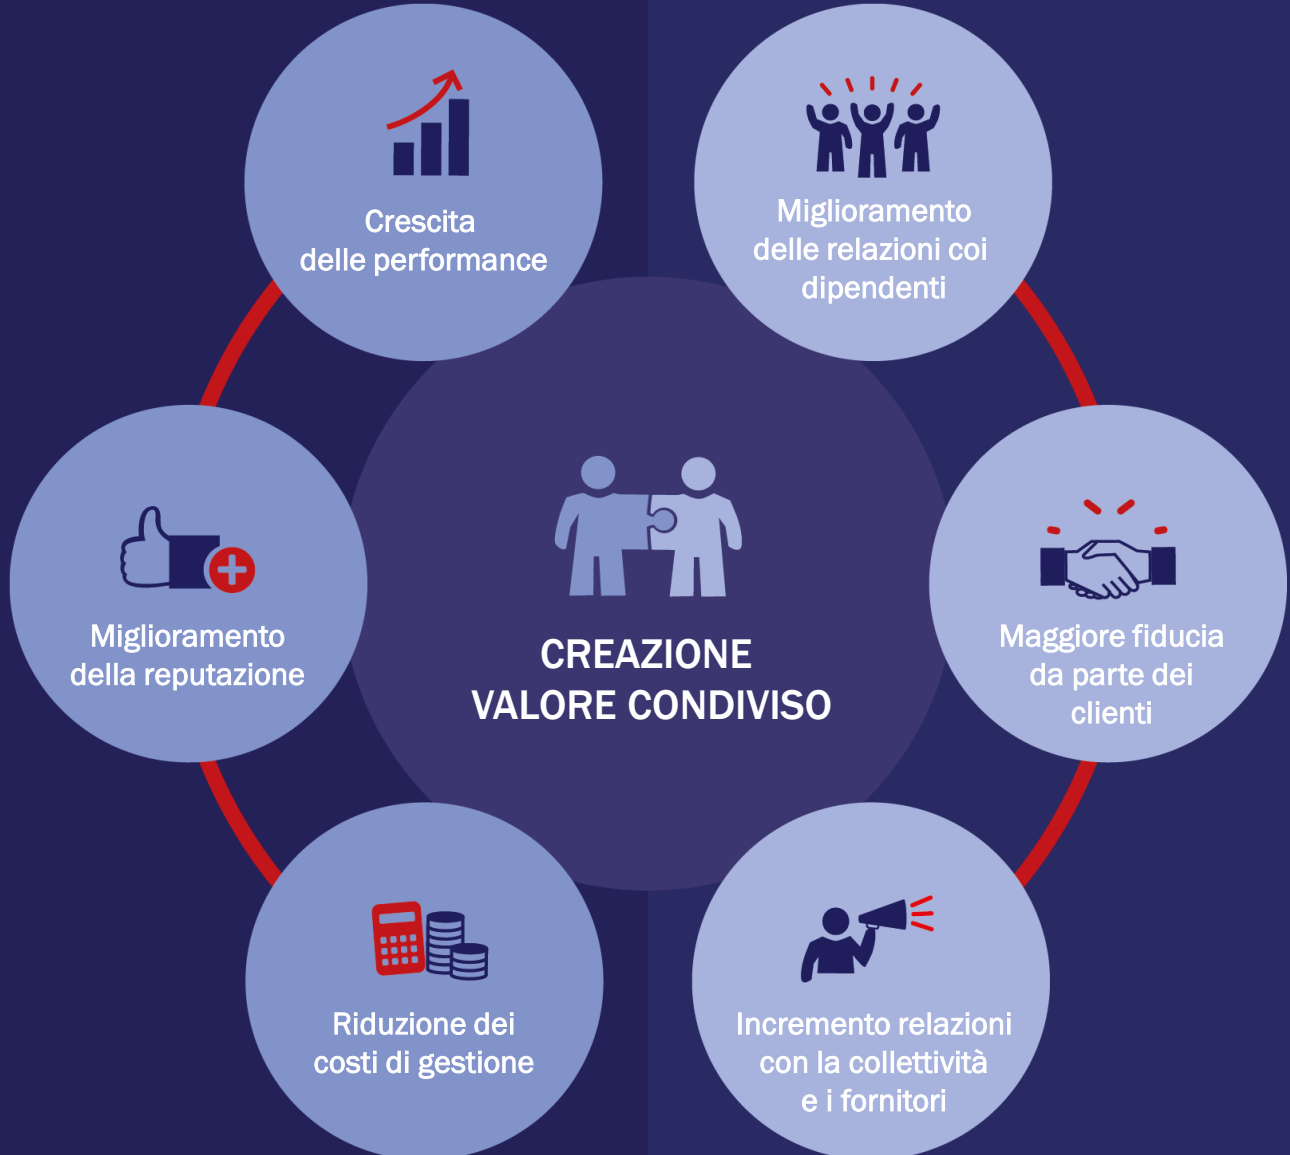 Crescita
delle performance
Miglioramento
delle relazioni coi
dipendenti
Miglioramento
della reputazione
CREAZIONE
VALORE CONDIVISO
Maggiore fiducia
da parte dei
clienti
Riduzione dei
costi di gestione
Incremento relazioni
con la collettività
e i fornitori